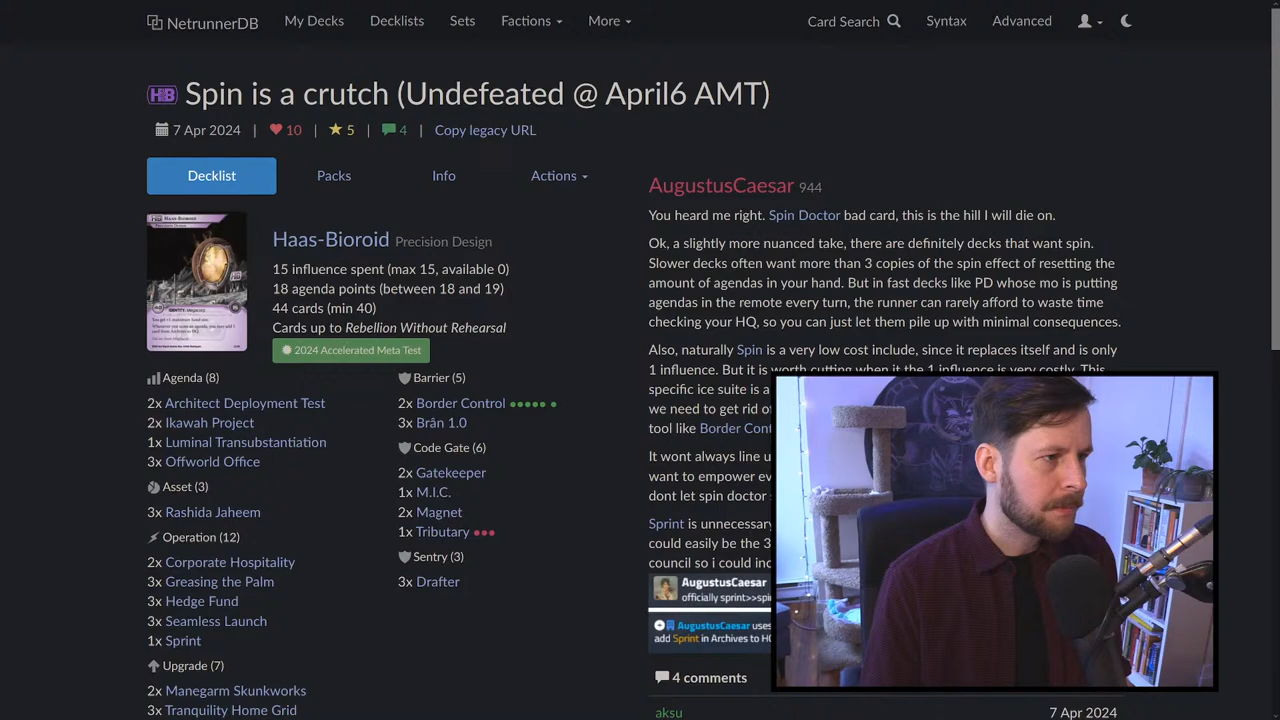 NetrunnerDB
My Decks
Decklists
Sets
Factions
More
Card Search
Syntax
Advanced
Spin is a crutch (Undefeated @ April6 AMT)
7 Apr 2024 | 10 | 5 | 4 | Copy legacy URL
Decklist
Packs
Info
Actions
Haas-Bioroid Precision Design
15 influence spent (max 15, available 0)
18 agenda points (between 18 and 19)
44 cards (min 40)
Cards up to Rebellion Without Rehearsal
2024 Accelerated Meta Test
Agenda (8)
2x Architect Deployment Test
2x Ikawah Project
1x Luminal Transubstantiation
3x Offworld Office
Asset (3)
3x Rashida Jaheem
Operation (12)
2x Corporate Hospitality
3x Greasing the Palm
3x Hedge Fund
3x Seamless Launch
1x Sprint
Upgrade (7)
2x Manegarm Skunkworks
3x Tranquility Home Grid
Barrier (5)
2x Border Control
3x Brân 1.0
Code Gate (6)
2x Gatekeeper
1x M.I.C.
2x Magnet
1x Tributary
Sentry (3)
3x Drafter
AugustusCaesar 944
You heard me right. Spin Doctor bad card, this is the hill I will die on.
Ok, a slightly more nuanced take, there are definitely decks that want spin.
Slower decks often want more than 3 copies of the spin effect of resetting the
amount of agendas in your hand. But in fast decks like PD whose mo is putting
agendas in the remote every turn, the runner can rarely afford to waste time
checking your HQ, so you can just let them pile up with minimal consequences.
Also, naturally Spin is a very low cost include, since it replaces itself and is only
1 influence. But it is worth cutting when it the 1 influence is very costly. This
specific ice suite is a
we need to get rid of
tool like Border Cont
It wont always line u
want to empower ev
dont let spin doctor
Sprint is unnecessary
could easily be the 3
council so i could inc
AugustusCaesar
officially sprint>>spi
AugustusCaesar uses
add Sprint in Archives to HQ
4 comments
aksu
7 Apr 2024